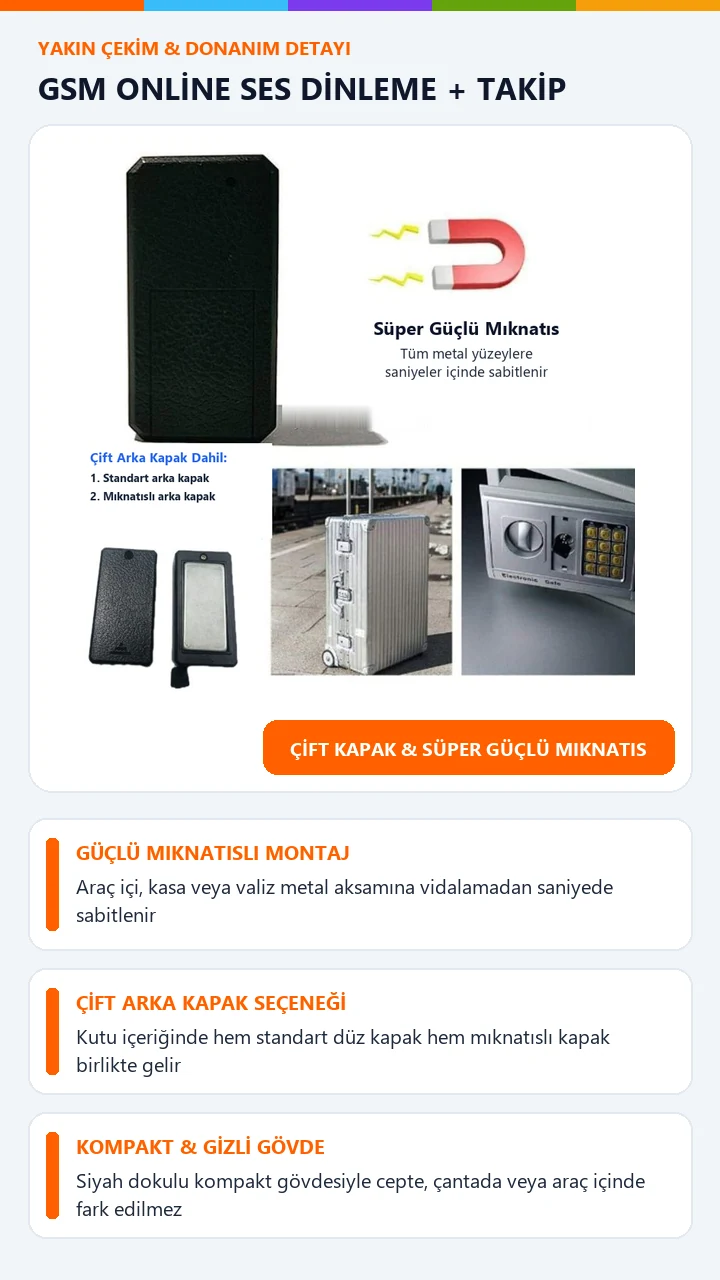 YAKIN ÇEKİM & DONANIM DETAYI
GSM ONLİNE SES DİNLEME + TAKİP
Süper Güçlü Mıknatıs
Tüm metal yüzeylere
saniyeler içinde sabitlenir
Çift Arka Kapak Dahil:
1. Standart arka kapak
2. Mıknatıslı arka kapak
Electronic Safe
ÇİFT KAPAK & SÜPER GÜÇLÜ MIKNATIS
GÜÇLÜ MIKNATISLI MONTAJ
Araç içi, kasa veya valiz metal aksamına vidalamadan saniyede
sabitlenir
ÇİFT ARKA KAPAK SEÇENEĞİ
Kutu içeriğinde hem standart düz kapak hem mıknatıslı kapak
birlikte gelir
KOMPAKT & GİZLİ GÖVDE
Siyah dokulu kompakt gövdesiyle cepte, çantada veya araç içinde
fark edilmez